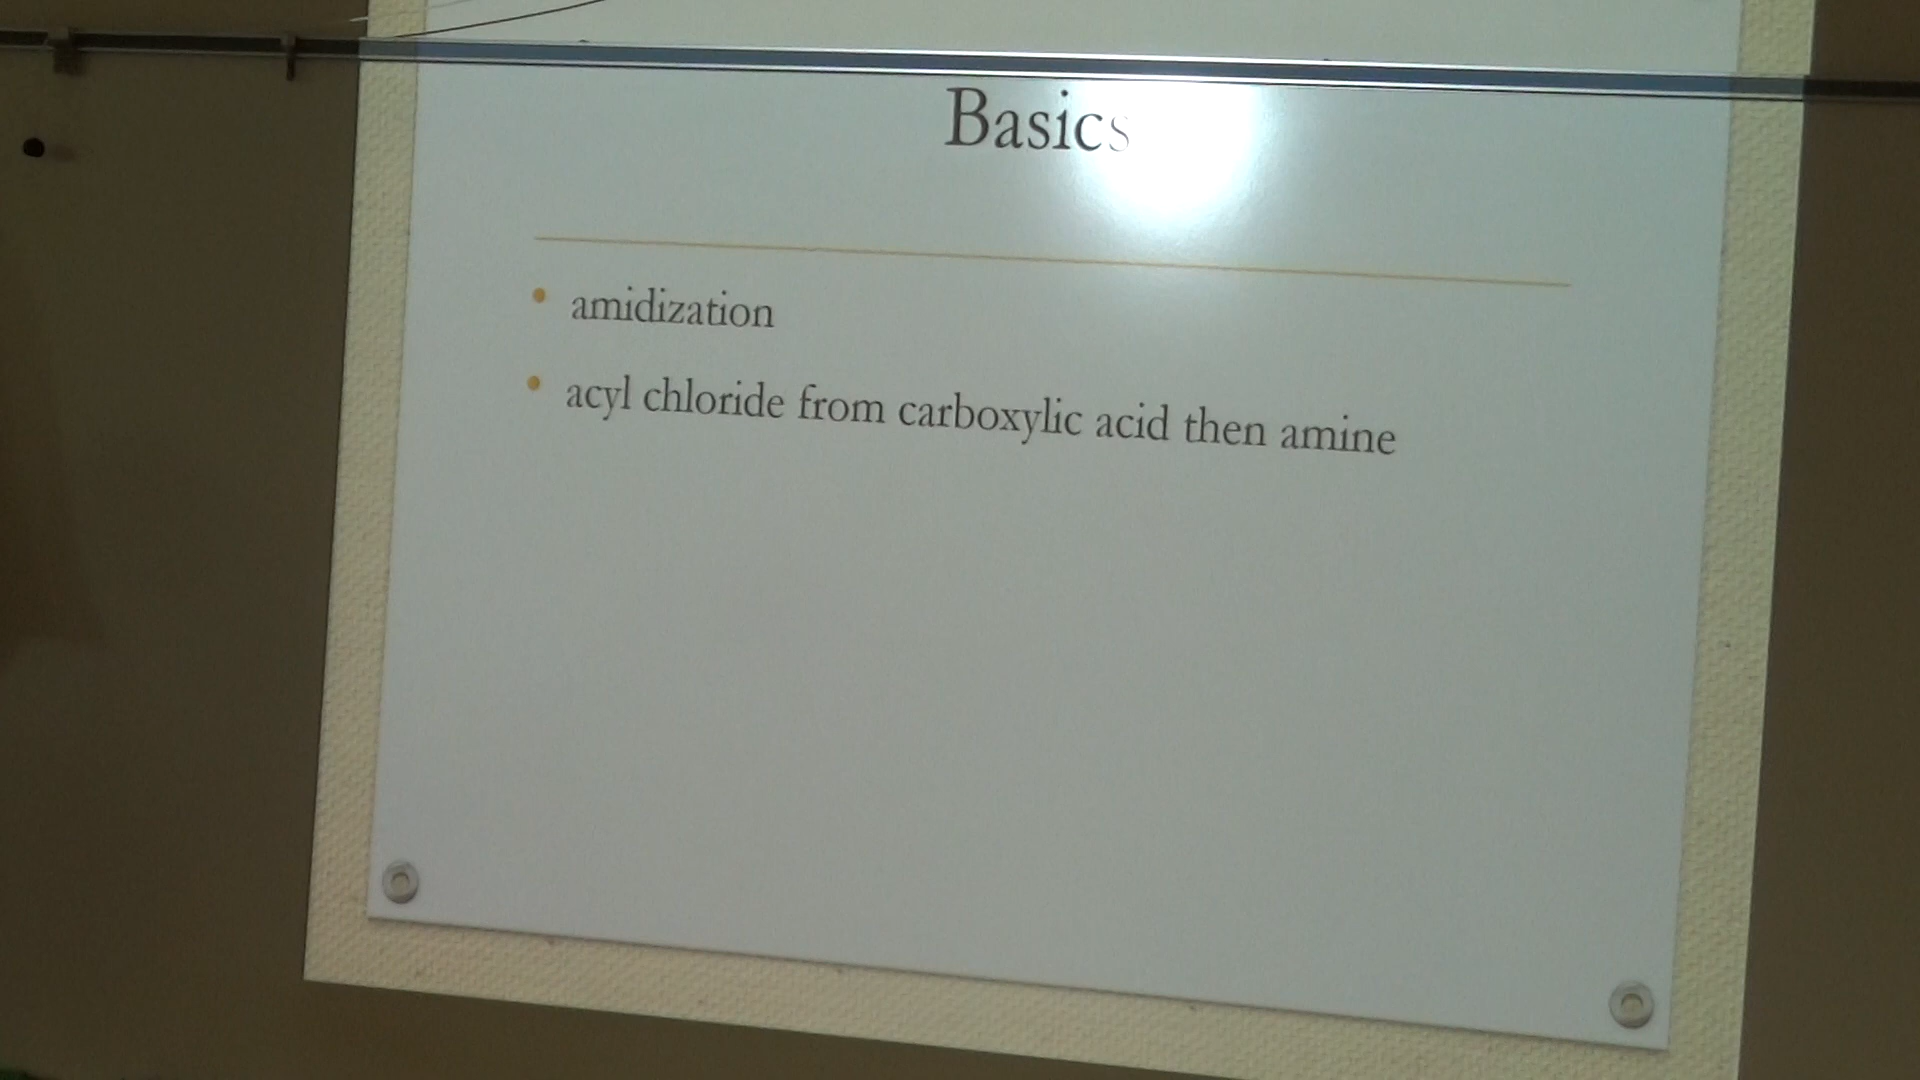 Basics
amidization
acyl chloride from carboxylic acid then amine